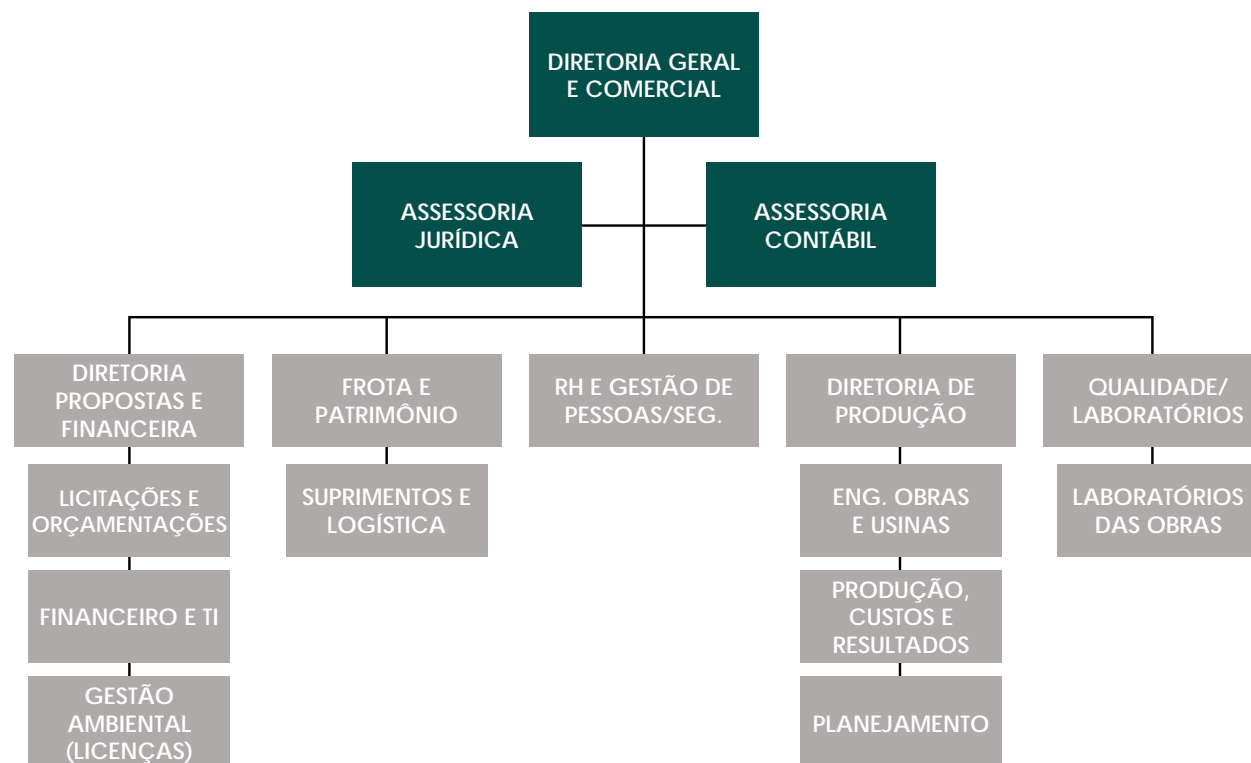 DIRETORIA GERAL
E COMERCIAL
ASSESSORIA
JURÍDICA
ASSESSORIA
CONTÁBIL
DIRETORIA
PROPOSTAS E
FINANCEIRA
FROTA E
PATRIMÔNIO
RH E GESTÃO DE
PESSOAS/SEG.
DIRETORIA DE
PRODUÇÃO
QUALIDADE/
LABORATÓRIOS
LICITAÇÕES E
ORÇAMENTAÇÕES
SUPRIMENTOS E
LOGÍSTICA
ENG. OBRAS
E USINAS
LABORATÓRIOS
DAS OBRAS
FINANCEIRO E TI
PRODUÇÃO,
CUSTOS E
RESULTADOS
GESTÃO
AMBIENTAL
(LICENÇAS)
PLANEJAMENTO